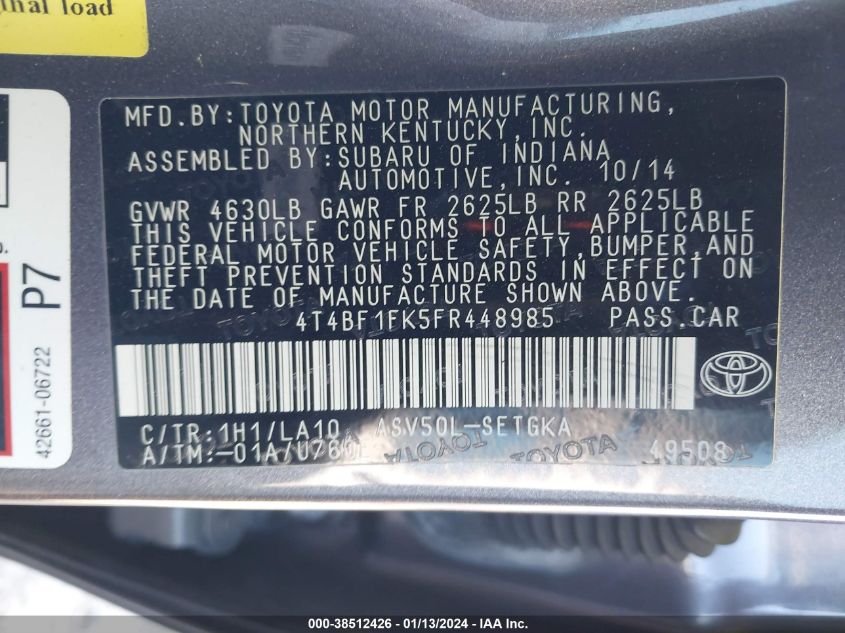 nal load
MFD. BY: TOYOTA MOTOR MANUFACTURING,
NORTHERN KENTUCKY, INC.
ASSEMBLED BY: SUBARU OF INDIANA
AUTOMOTIVE, INC. 10/14
GVWR 4630LB GAWR FR 2625LB RR 2625LB
THIS VEHICLE CONFORMS TO ALL APPLICABLE
FEDERAL MOTOR VEHICLE SAFETY, BUMPER, AND
THEFT PREVENTION STANDARDS IN EFFECT ON
THE DATE OF MANUFACTURE SHOWN ABOVE.
4T4BF1FK5FR448985 PASS.CAR
C/TR: 1H1/LA10 ASV50L-SETGKA
A/TM: -01A/U760E 49508
P7
42661-06722
000-38512426 - 01/13/2024 - IAA Inc.